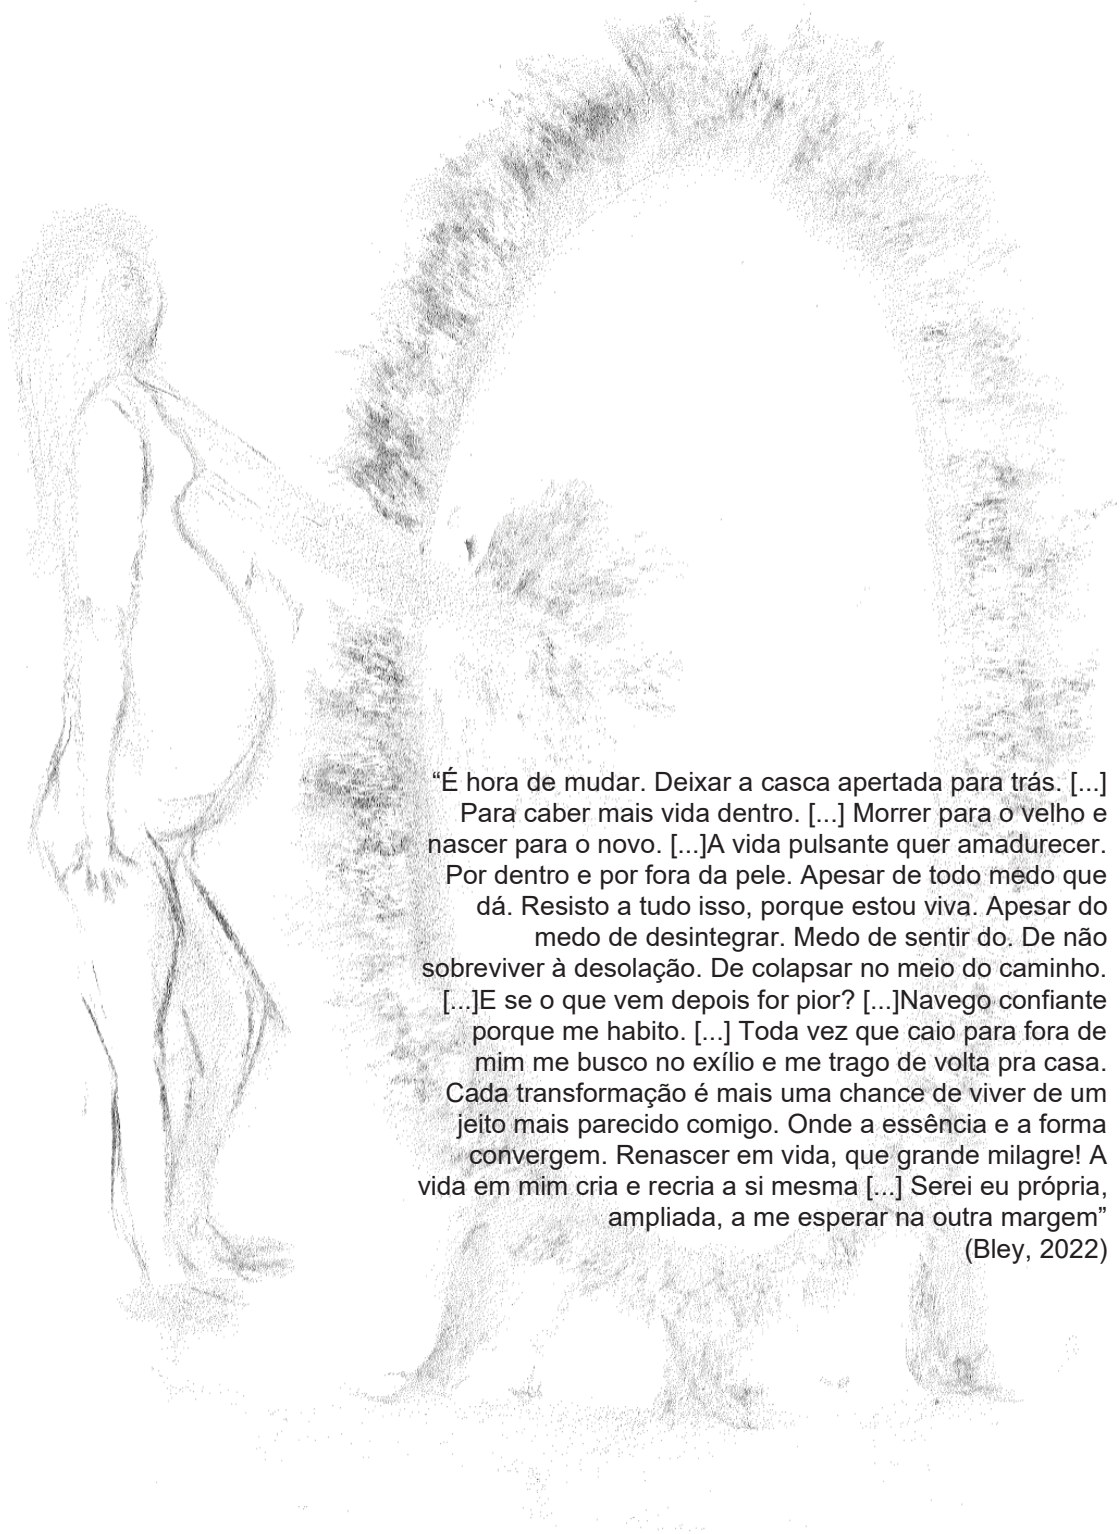 “É hora de mudar. Deixar a casca apertada para trás. [...]
Para caber mais vida dentro. [...] Morrer para o velho e
nascer para o novo. [...]A vida pulsante quer amadurecer.
Por dentro e por fora da pele. Apesar de todo medo que
dá. Resisto a tudo isso, porque estou viva. Apesar do
medo de desintegrar. Medo de sentir do. De não
sobreviver à desolação. De colapsar no meio do caminho.
[...]E se o que vem depois for pior? [...]Navego confiante
porque me habito. [...] Toda vez que caio para fora de
mim me busco no exílio e me trago de volta pra casa.
Cada transformação é mais uma chance de viver de um
jeito mais parecido comigo. Onde a essência e a forma
convergem. Renascer em vida, que grande milagre! A
vida em mim cria e recria a si mesma [...] Serei eu própria,
ampliada, a me esperar na outra margem”
(Bley, 2022)